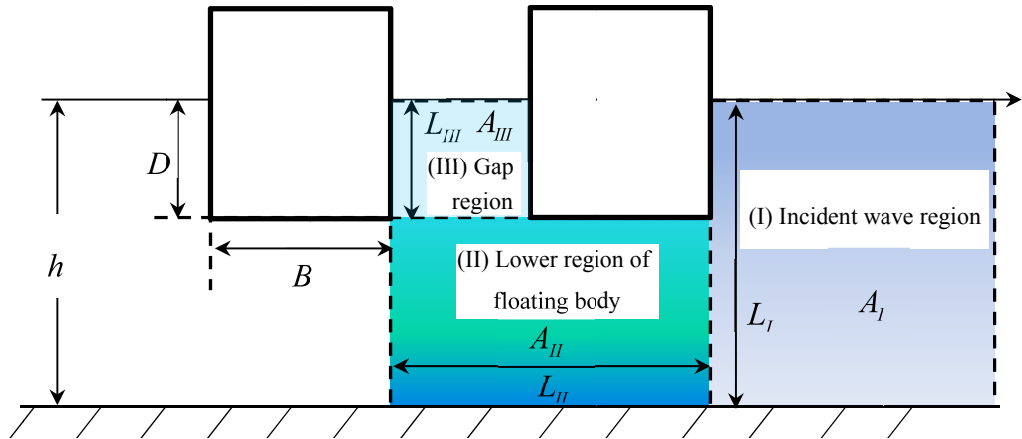 L_III A_III
D
(III) Gap
region
(I) Incident wave region
h
B
(II) Lower region of
floating body
A_I
L_I
A_II
L_II